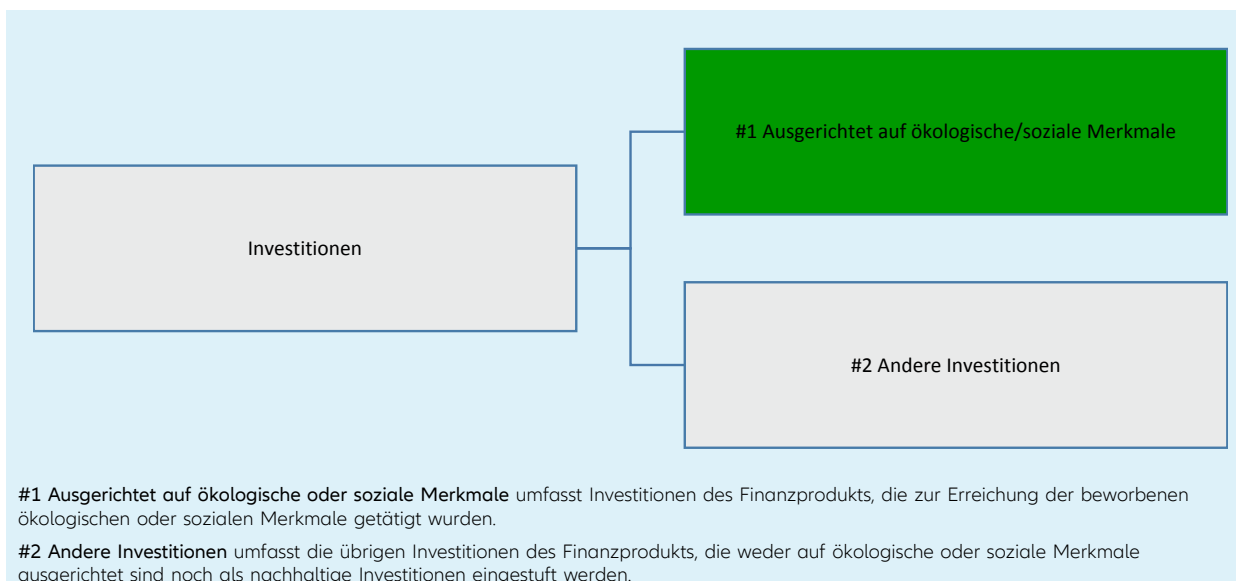 #1 Ausgerichtet auf ökologische/soziale Merkmale
Investitionen
#2 Andere Investitionen
#1 Ausgerichtet auf ökologische oder soziale Merkmale umfasst Investitionen des Finanzprodukts, die zur Erreichung der beworbenen
ökologischen oder sozialen Merkmale getätigt wurden.
#2 Andere Investitionen umfasst die übrigen Investitionen des Finanzprodukts, die weder auf ökologische oder soziale Merkmale
ausgerichtet sind noch als nachhaltige Investitionen eingestuft werden.